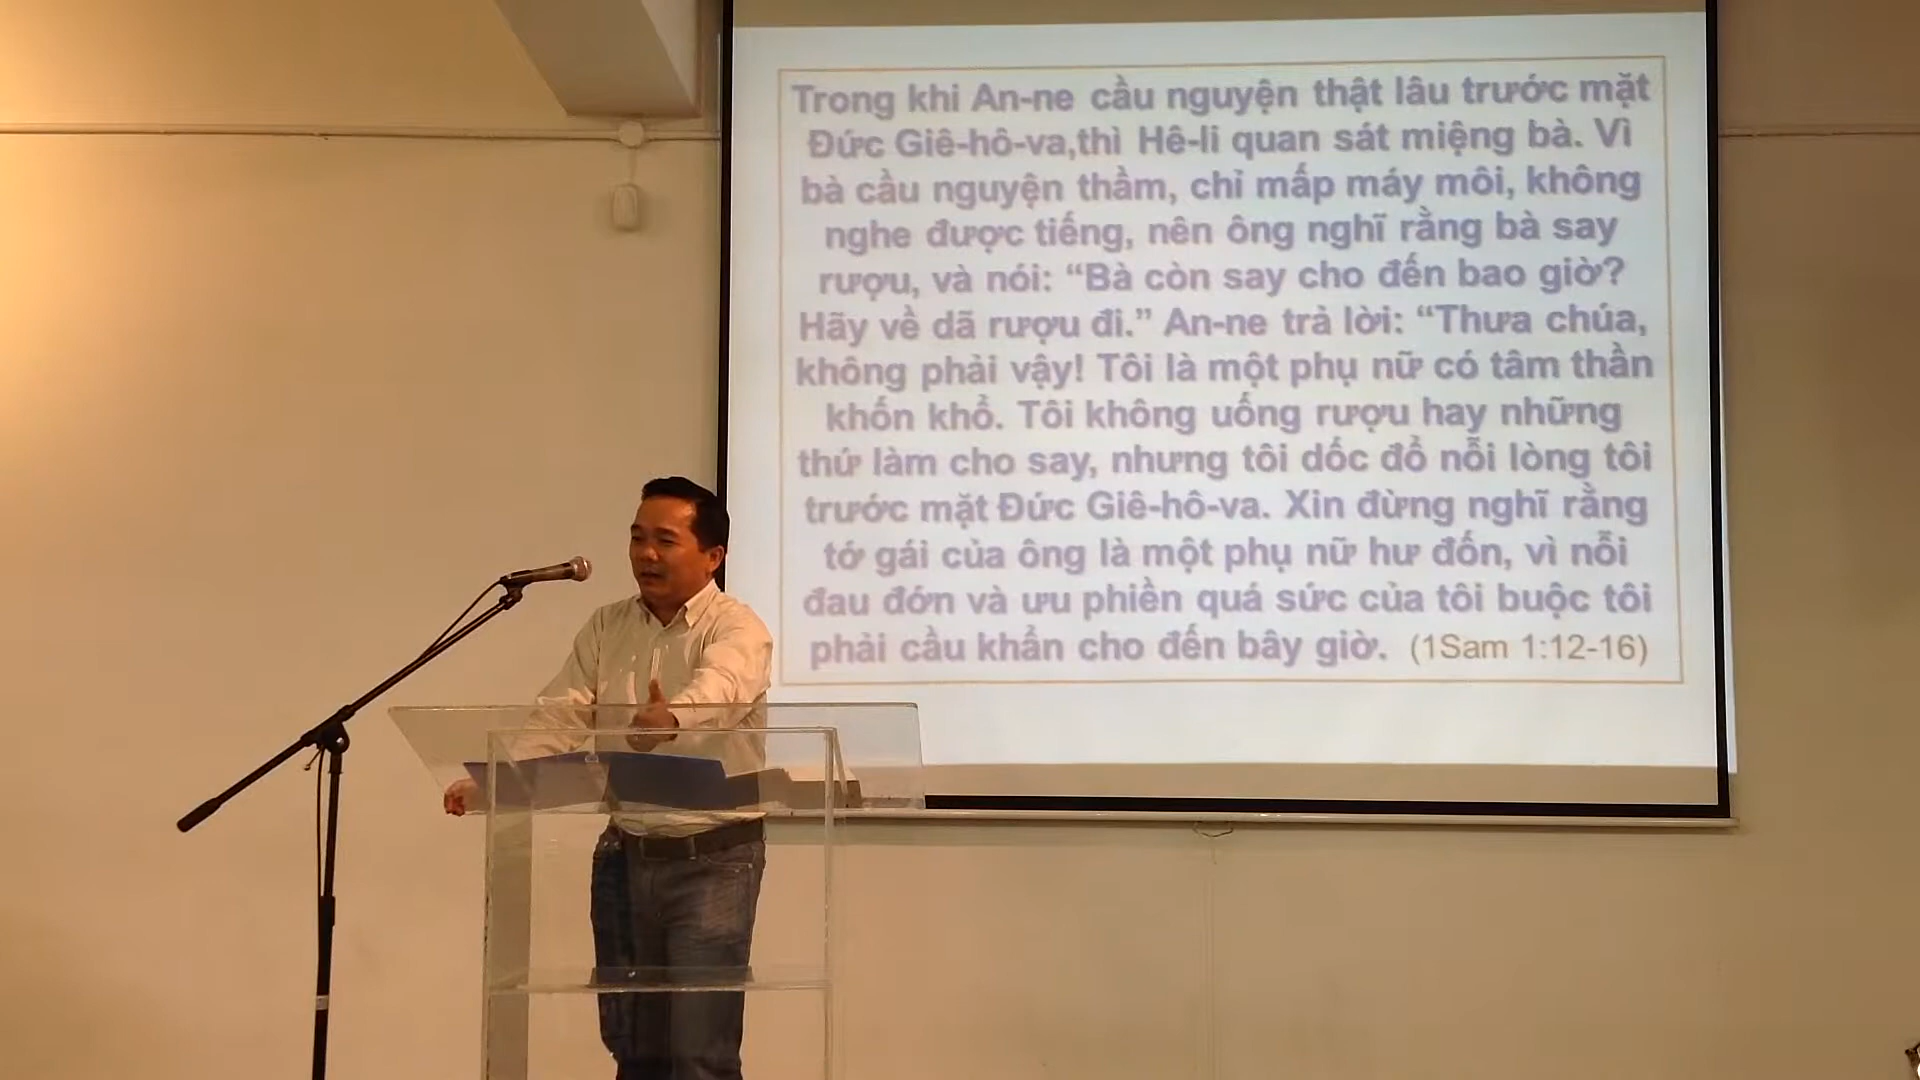 Trong khi An-ne cầu nguyện thật lâu trước mặt
Đức Giê-hô-va,thì Hê-li quan sát miệng bà. Vì
bà cầu nguyện thầm, chỉ mấp máy môi, không
nghe được tiếng, nên ông nghĩ rằng bà say
rượu, và nói: “Bà còn say cho đến bao giờ?
Hãy về dã rượu đi.” An-ne trả lời: “Thưa chúa,
không phải vậy! Tôi là một phụ nữ có tâm thần
khốn khổ. Tôi không uống rượu hay những
thứ làm cho say, nhưng tôi dốc đổ nỗi lòng tôi
trước mặt Đức Giê-hô-va. Xin đừng nghĩ rằng
tớ gái của ông là một phụ nữ hư đốn, vì nỗi
đau đớn và ưu phiền quá sức của tôi buộc tôi
phải cầu khẩn cho đến bây giờ. (1Sam 1:12-16)